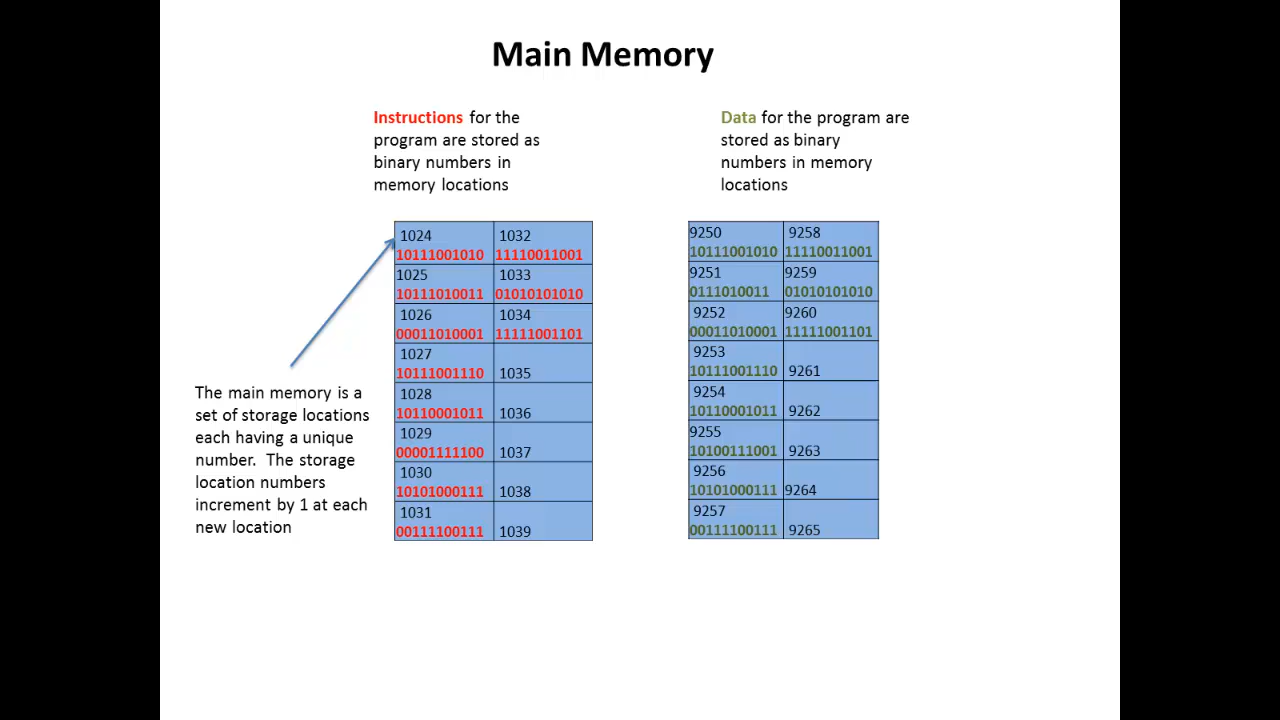 Main Memory
Instructions for the
program are stored as
binary numbers in
memory locations
Data for the program are
stored as binary
numbers in memory
locations
The main memory is a
set of storage locations
each having a unique
number. The storage
location numbers
increment by 1 at each
new location
1024 1032
10111001010 11110011001
1025 1033
10111010011 01010101010
1026 1034
00011010001 11111001101
1027
10111001110 1035
1028
10110001011 1036
1029
00001111100 1037
1030
10101000111 1038
1031
00111100111 1039
9250 9258
10111001010 11110011001
9251 9259
0111010011 01010101010
9252 9260
00011010001 11111001101
9253
10111001110 9261
9254
10110001011 9262
9255
10100111001 9263
9256
10101000111 9264
9257
00111100111 9265